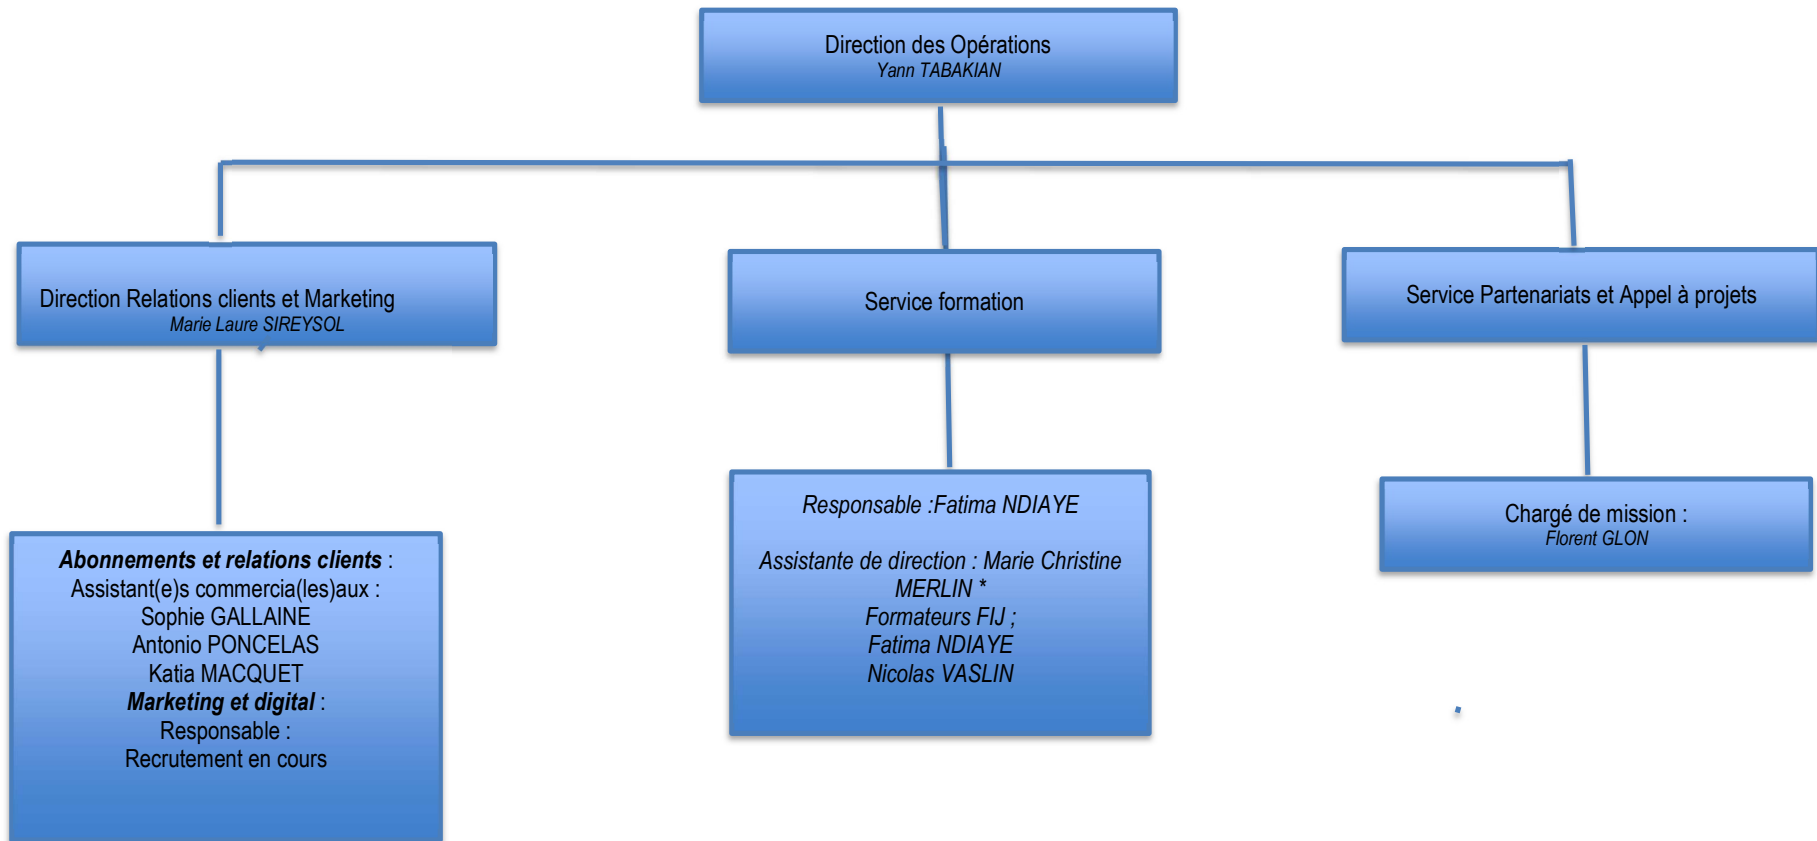 Direction des Opérations
Yann TABAKIAN
Direction Relations clients et Marketing
Marie Laure SIREYSOL
Service formation
Service Partenariats et Appel à projets
Abonnements et relations clients :
Assistant(e)s commercia(les)aux :
Sophie GALLAINE
Antonio PONCELAS
Katia MACQUET
Marketing et digital :
Responsable :
Recrutement en cours
Responsable :Fatima NDIAYE
Assistante de direction : Marie Christine
MERLIN *
Formateurs FIJ ;
Fatima NDIAYE
Nicolas VASLIN
Chargé de mission :
Florent GLON